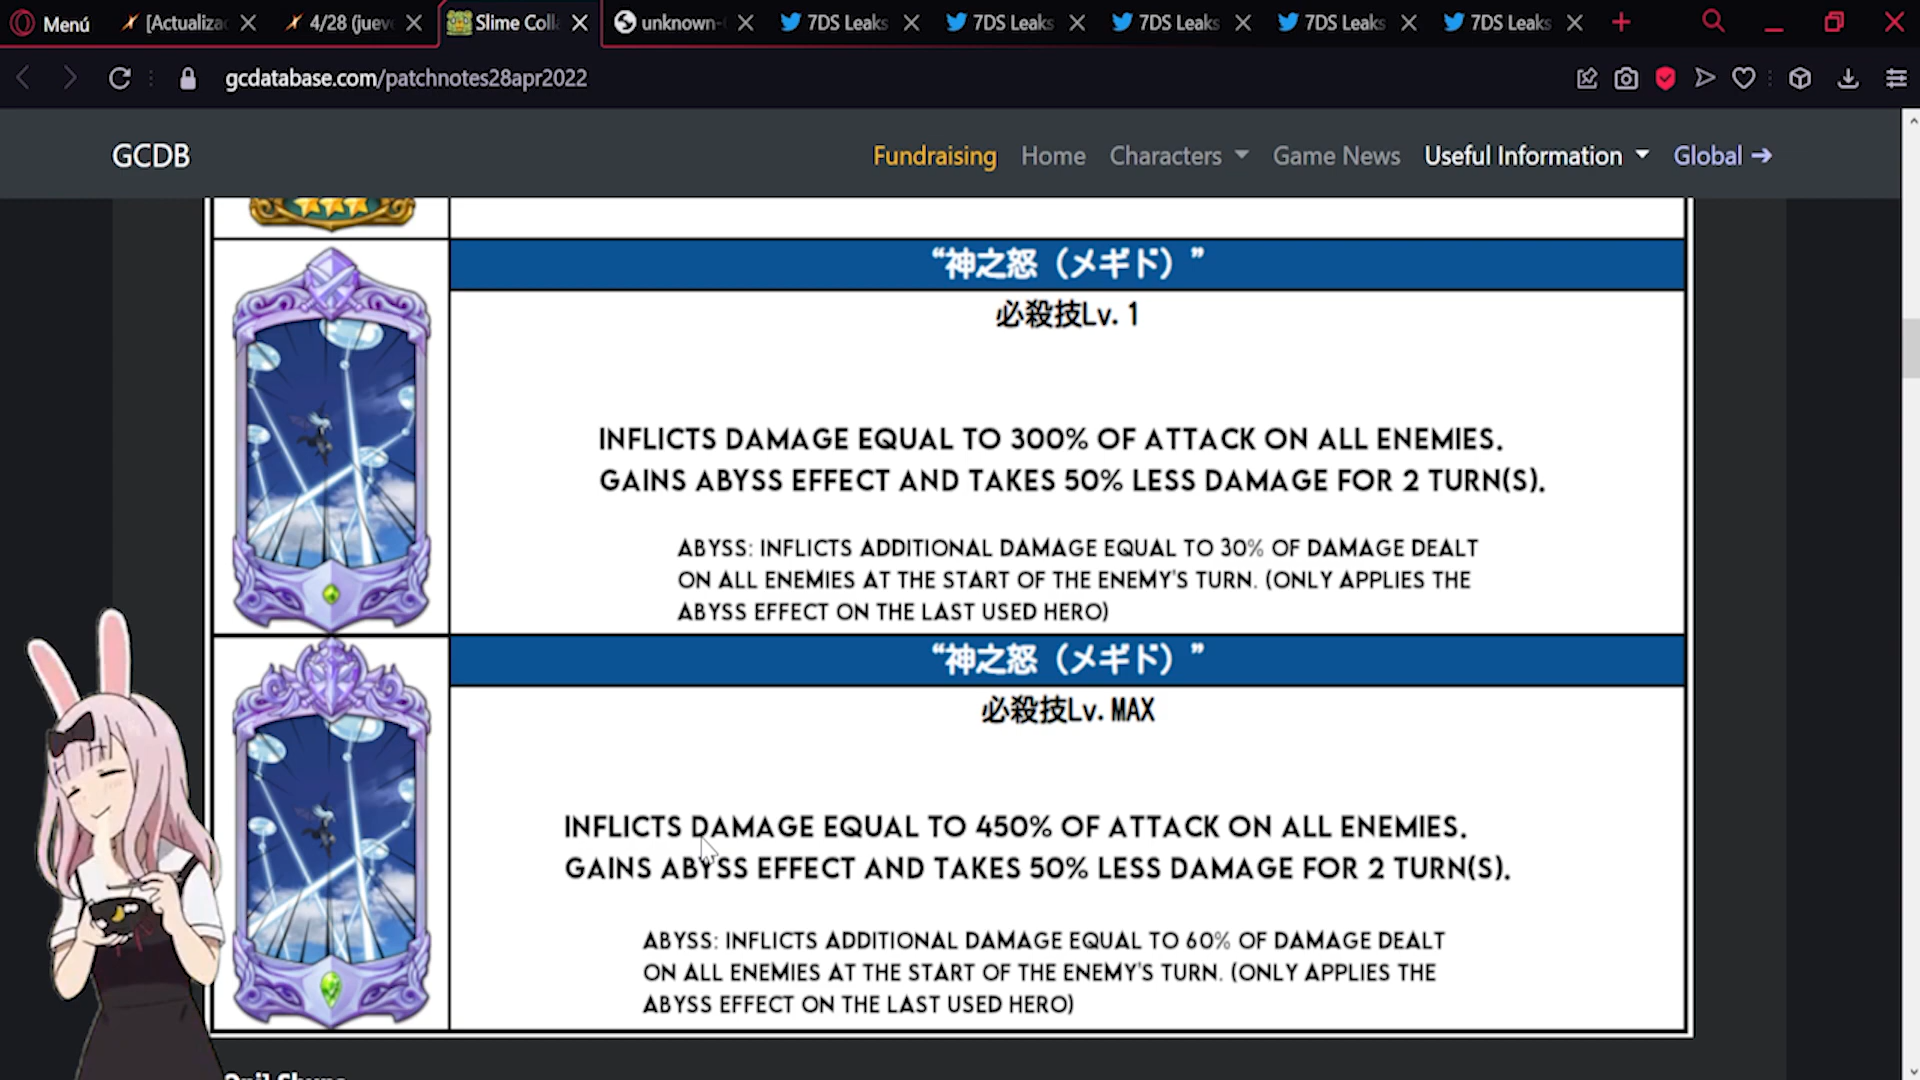 Menú
[Actualiza
4/28 (juev
Slime Coll
unknown-
7DS Leaks
7DS Leaks
7DS Leaks
7DS Leaks
7DS Leaks
gcdatabase.com/patchnotes28apr2022
GCDB
Fundraising
Home
Characters
Game News
Useful Information
Global →
“神之怒（メギド）”
必殺技Lv.1
INFLICTS DAMAGE EQUAL TO 300% OF ATTACK ON ALL ENEMIES.
GAINS ABYSS EFFECT AND TAKES 50% LESS DAMAGE FOR 2 TURN(S).
ABYSS: INFLICTS ADDITIONAL DAMAGE EQUAL TO 30% OF DAMAGE DEALT
ON ALL ENEMIES AT THE START OF THE ENEMY'S TURN. (ONLY APPLIES THE
ABYSS EFFECT ON THE LAST USED HERO)
“神之怒（メギド）”
必殺技Lv.MAX
INFLICTS DAMAGE EQUAL TO 450% OF ATTACK ON ALL ENEMIES.
GAINS ABYSS EFFECT AND TAKES 50% LESS DAMAGE FOR 2 TURN(S).
ABYSS: INFLICTS ADDITIONAL DAMAGE EQUAL TO 60% OF DAMAGE DEALT
ON ALL ENEMIES AT THE START OF THE ENEMY'S TURN. (ONLY APPLIES THE
ABYSS EFFECT ON THE LAST USED HERO)